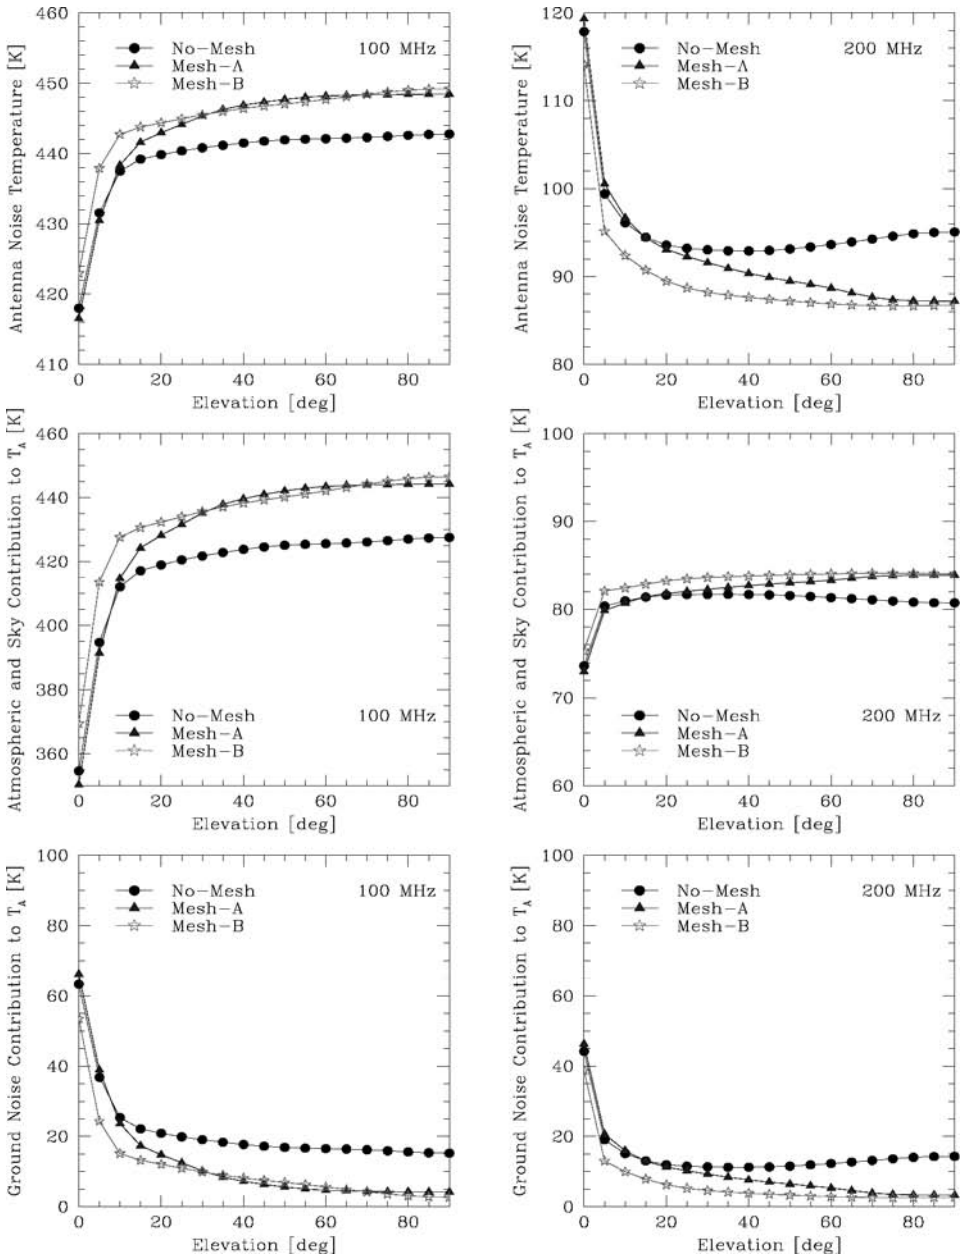 460
450
440
430
420
410
0
20
40
60
80
Antenna Noise Temperature [K]
Elevation [deg]
No-Mesh
100 MHz
Mesh-A
Mesh-B
120
110
100
90
80
0
20
40
60
80
Antenna Noise Temperature [K]
Elevation [deg]
No-Mesh
200 MHz
Mesh-A
Mesh-B
460
440
420
400
380
360
0
20
40
60
80
Atmospheric and Sky Contribution to T_A [K]
Elevation [deg]
No-Mesh
100 MHz
Mesh-A
Mesh-B
100
90
80
70
60
0
20
40
60
80
Atmospheric and Sky Contribution to T_A [K]
Elevation [deg]
No-Mesh
200 MHz
Mesh-A
Mesh-B
100
80
60
40
20
0
0
20
40
60
80
Ground Noise Contribution to T_A [K]
Elevation [deg]
No-Mesh
100 MHz
Mesh-A
Mesh-B
100
80
60
40
20
0
0
20
40
60
80
Ground Noise Contribution to T_A [K]
Elevation [deg]
No-Mesh
200 MHz
Mesh-A
Mesh-B